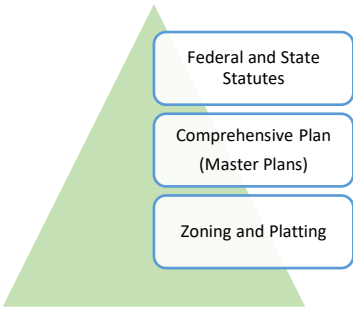 Federal and State
Statutes
Comprehensive Plan
(Master Plans)
Zoning and Platting